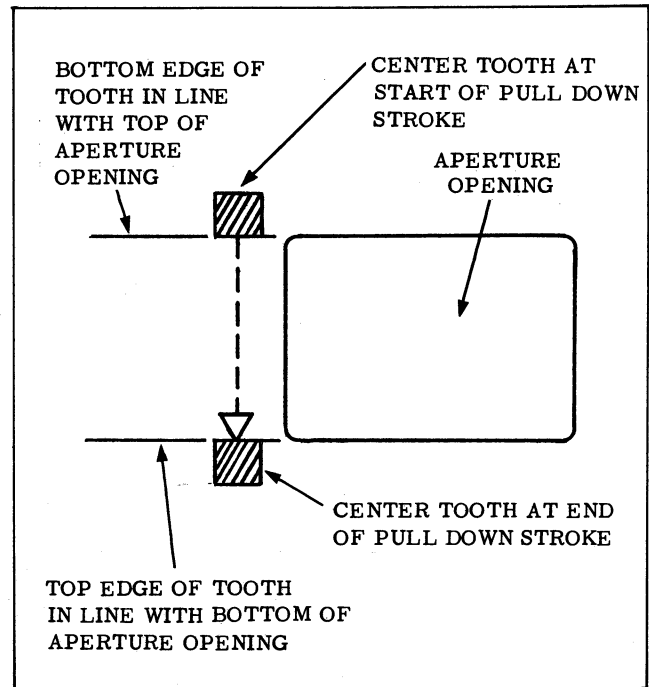 BOTTOM EDGE OF
TOOTH IN LINE
WITH TOP OF
APERTURE
OPENING
CENTER TOOTH AT
START OF PULL DOWN
STROKE
APERTURE
OPENING
CENTER TOOTH AT END
OF PULL DOWN STROKE
TOP EDGE OF TOOTH
IN LINE WITH BOTTOM OF
APERTURE OPENING